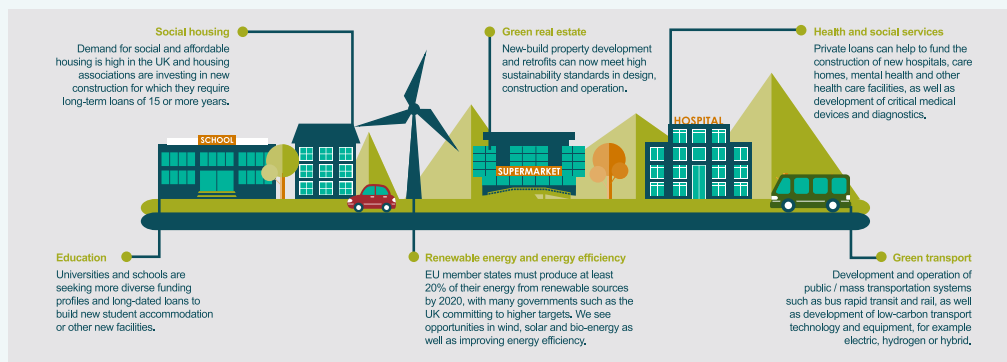 Social housing
Demand for social and affordable
housing is high in the UK and housing
associations are investing in new
construction for which they require
long-term loans of 15 or more years.
Green real estate
New-build property development
and retrofits can now meet high
sustainability standards in design,
construction and operation.
Health and social services
Private loans can help to fund the
construction of new hospitals, care
homes, mental health and other
health care facilities, as well as
development of critical medical
devices and diagnostics.
SCHOOL
SUPERMARKET
HOSPITAL
Education
Universities and schools are
seeking more diverse funding
profiles and long-dated loans to
build new student accommodation
or other new facilities.
Renewable energy and energy efficiency
EU member states must produce at least
20% of their energy from renewable sources
by 2020, with many governments such as the
UK committing to higher targets. We see
opportunities in wind, solar and bio-energy as
well as improving energy efficiency.
Green transport
Development and operation of
public / mass transportation systems
such as bus rapid transit and rail, as well
as development of low-carbon transport
technology and equipment, for example
electric, hydrogen or hybrid.